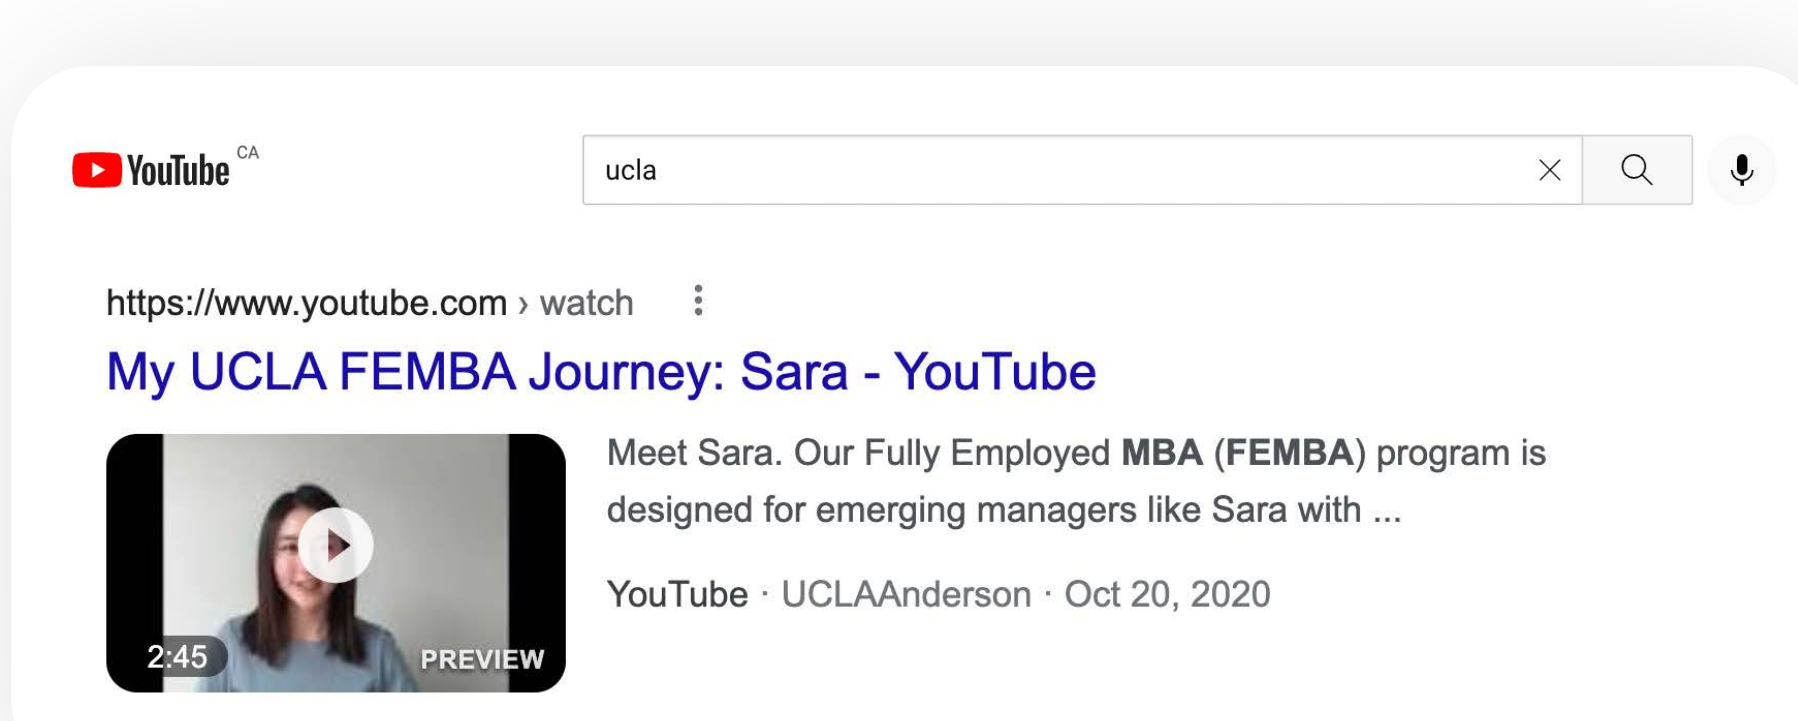 YouTube CA
ucla
https://www.youtube.com › watch
My UCLA FEMBA Journey: Sara - YouTube
Meet Sara. Our Fully Employed MBA (FEMBA) program is
designed for emerging managers like Sara with ...
YouTube · UCLAAnderson · Oct 20, 2020
2:45
PREVIEW